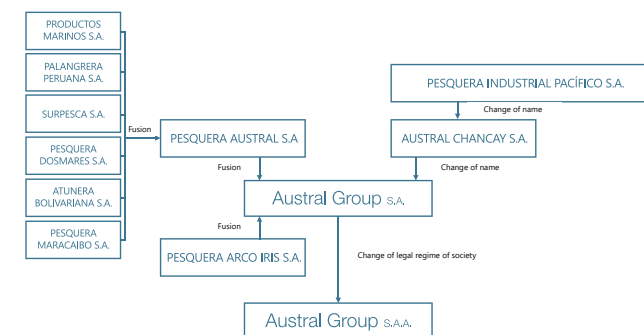 PRODUCTOS
MARINOS S.A.
PALANGRERA
PERUANA S.A.
SURPESCA S.A.
PESQUERA
DOSMARES S.A.
ATUNERA
BOLIVARIANA S.A.
PESQUERA
MARACAIBO S.A.
Fusion
PESQUERA AUSTRAL S.A
PESQUERA INDUSTRIAL PACÍFICO S.A.
Change of name
AUSTRAL CHANCAY S.A.
Fusion
Change of name
Austral Group S.A.
Fusion
PESQUERA ARCO IRIS S.A.
Change of legal regime of society
Austral Group S.A.A.